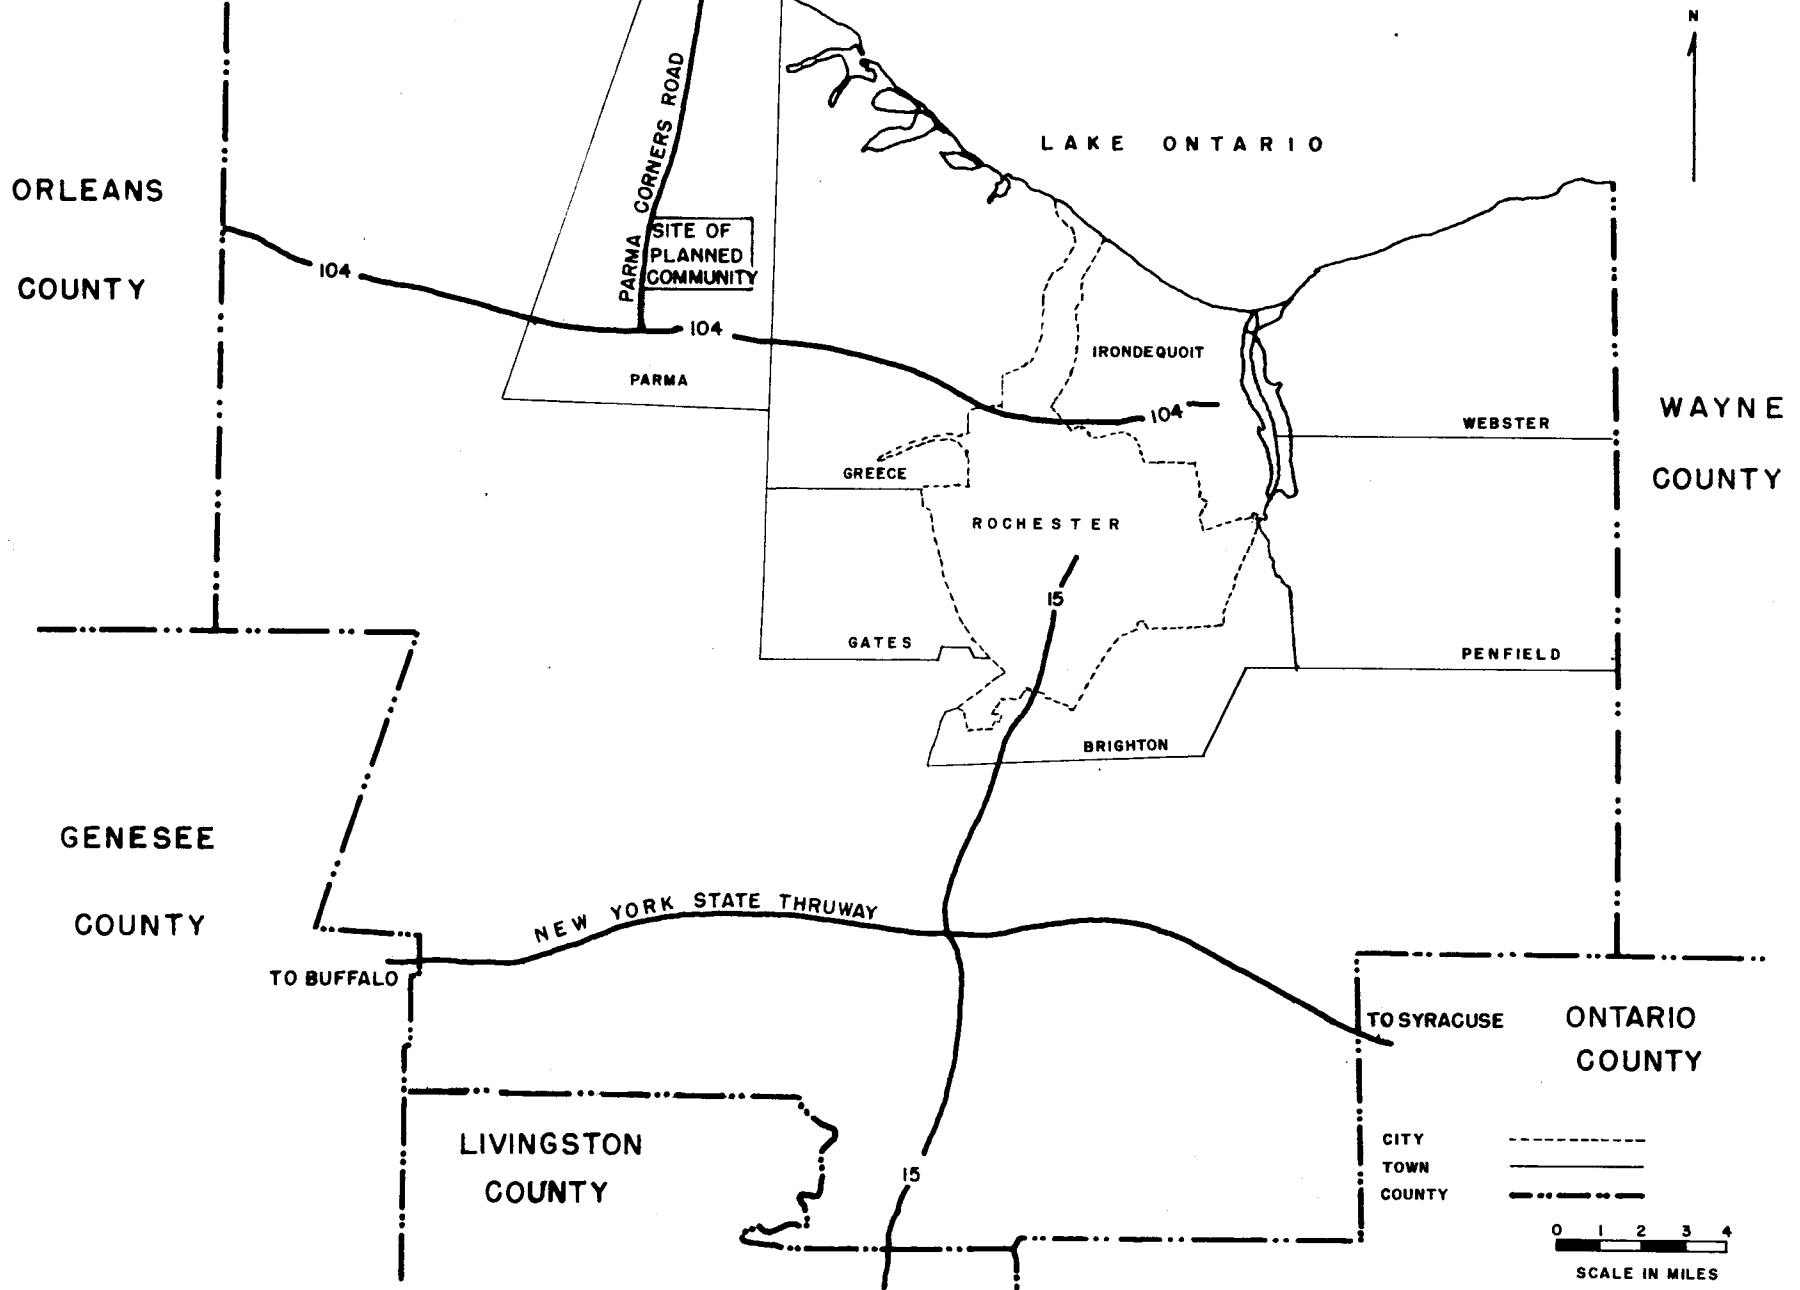 N
LAKE ONTARIO
PARMA CORNERS ROAD
ORLEANS
COUNTY
SITE OF
PLANNED
COMMUNITY
104
104
IRONDEQUOIT
PARMA
104
WEBSTER
WAYNE
COUNTY
GREECE
ROCHESTER
15
GATES
PENFIELD
BRIGHTON
GENESEE
COUNTY
NEW YORK STATE THRUWAY
TO BUFFALO
TO SYRACUSE
ONTARIO
COUNTY
LIVINGSTON
COUNTY
15
CITY
TOWN
COUNTY
0 1 2 3 4
SCALE IN MILES